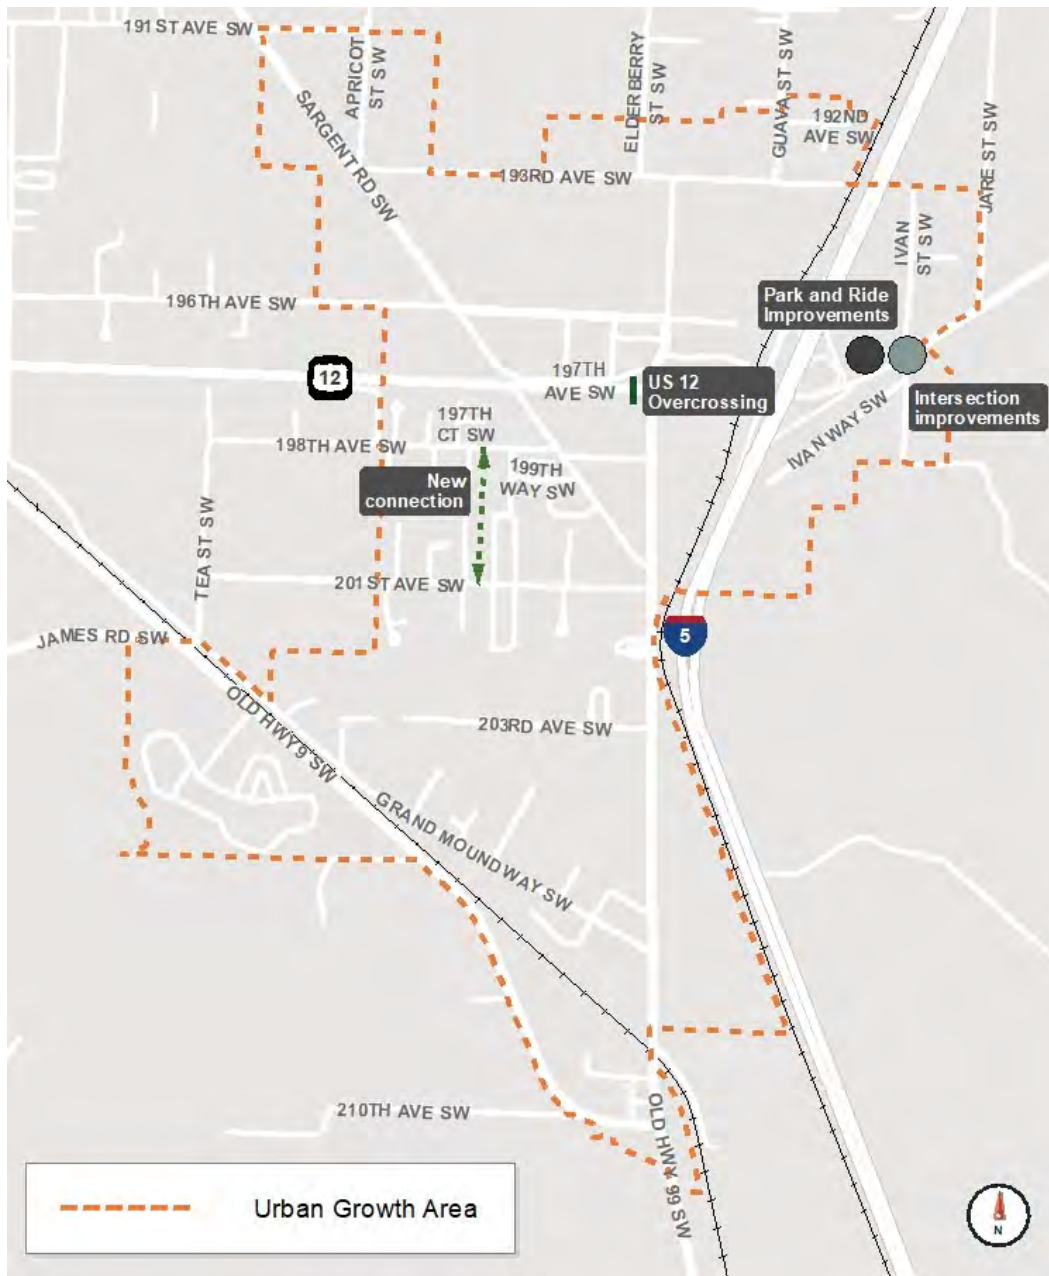 191ST AVE SW
APRICOT
ST SW
ELDERBERRY
ST SW
GUAVA ST SW
192ND
AVE SW
JARE ST SW
SARGENT RD SW
193RD AVE SW
IVAN
ST SW
196TH AVE SW
Park and Ride
Improvements
12
197TH
AVE SW
US 12
Overcrossing
Intersection
improvements
IVAN WAY SW
197TH
CT SW
198TH AVE SW
199TH
WAY SW
New
connection
TEA ST SW
201ST AVE SW
JAMES RD SW
5
OLD HWY 9 SW
203RD AVE SW
GRAND MOUND WAY SW
210TH AVE SW
OLD HWY 99 SW
Urban Growth Area
N